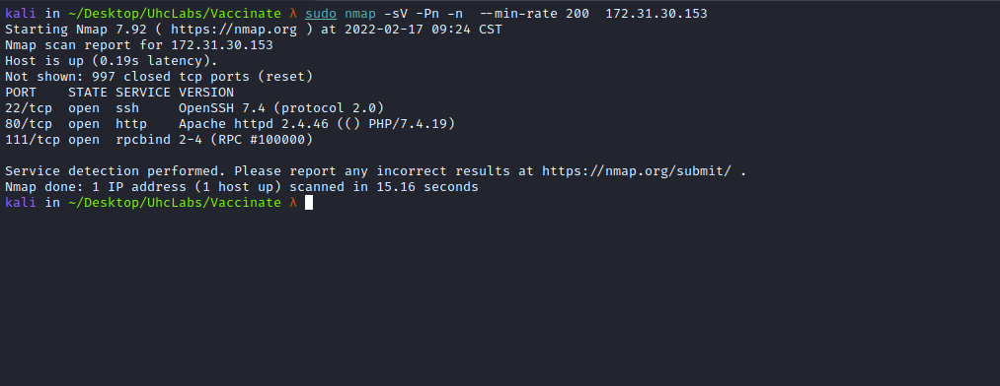 kali in ~/Desktop/UhcLabs/Vaccinate λ sudo nmap -sV -Pn -n  --min-rate 200  172.31.30.153
Starting Nmap 7.92 ( https://nmap.org ) at 2022-02-17 09:24 CST
Nmap scan report for 172.31.30.153
Host is up (0.19s latency).
Not shown: 997 closed tcp ports (reset)
PORT    STATE SERVICE VERSION
22/tcp  open  ssh     OpenSSH 7.4 (protocol 2.0)
80/tcp  open  http    Apache httpd 2.4.46 (() PHP/7.4.19)
111/tcp open  rpcbind 2-4 (RPC #100000)
Service detection performed. Please report any incorrect results at https://nmap.org/submit/ .
Nmap done: 1 IP address (1 host up) scanned in 15.16 seconds
kali in ~/Desktop/UhcLabs/Vaccinate λ